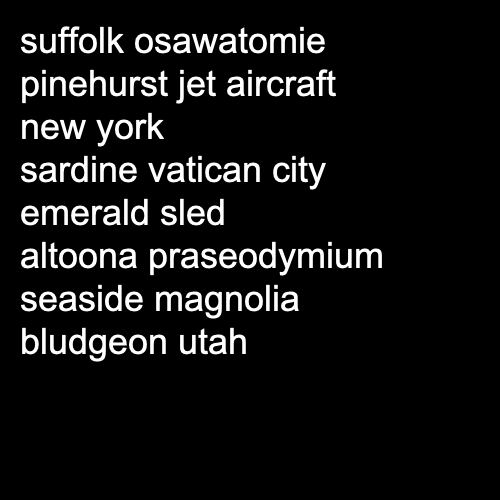 suffolk osawatomie
pinehurst jet aircraft
new york
sardine vatican city
emerald sled
altoona praseodymium
seaside magnolia
bludgeon utah